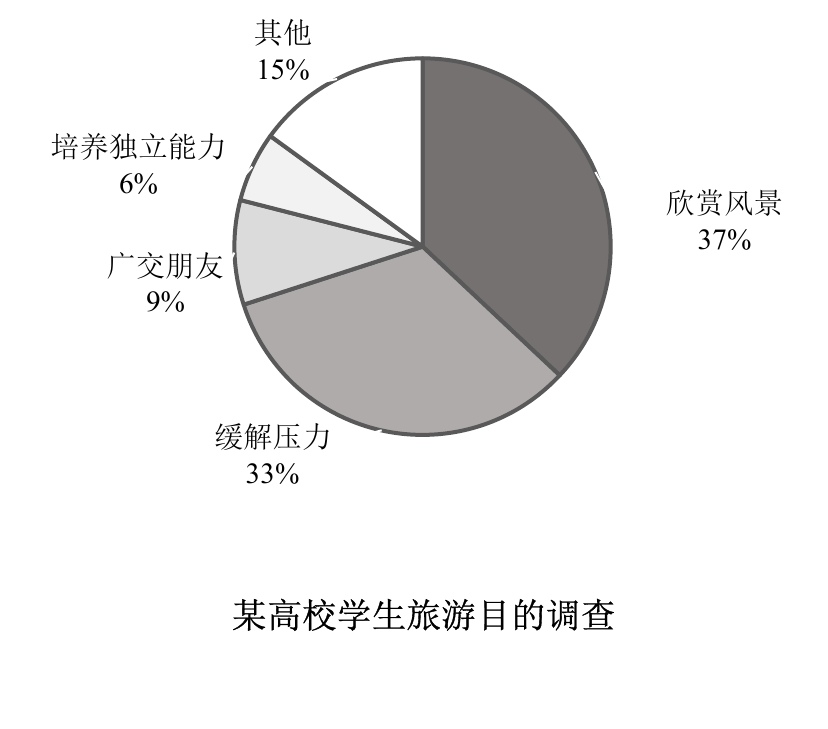 其他
15%
培养独立能力
6%
欣赏风景
37%
广交朋友
9%
缓解压力
33%
某高校学生旅游目的调查